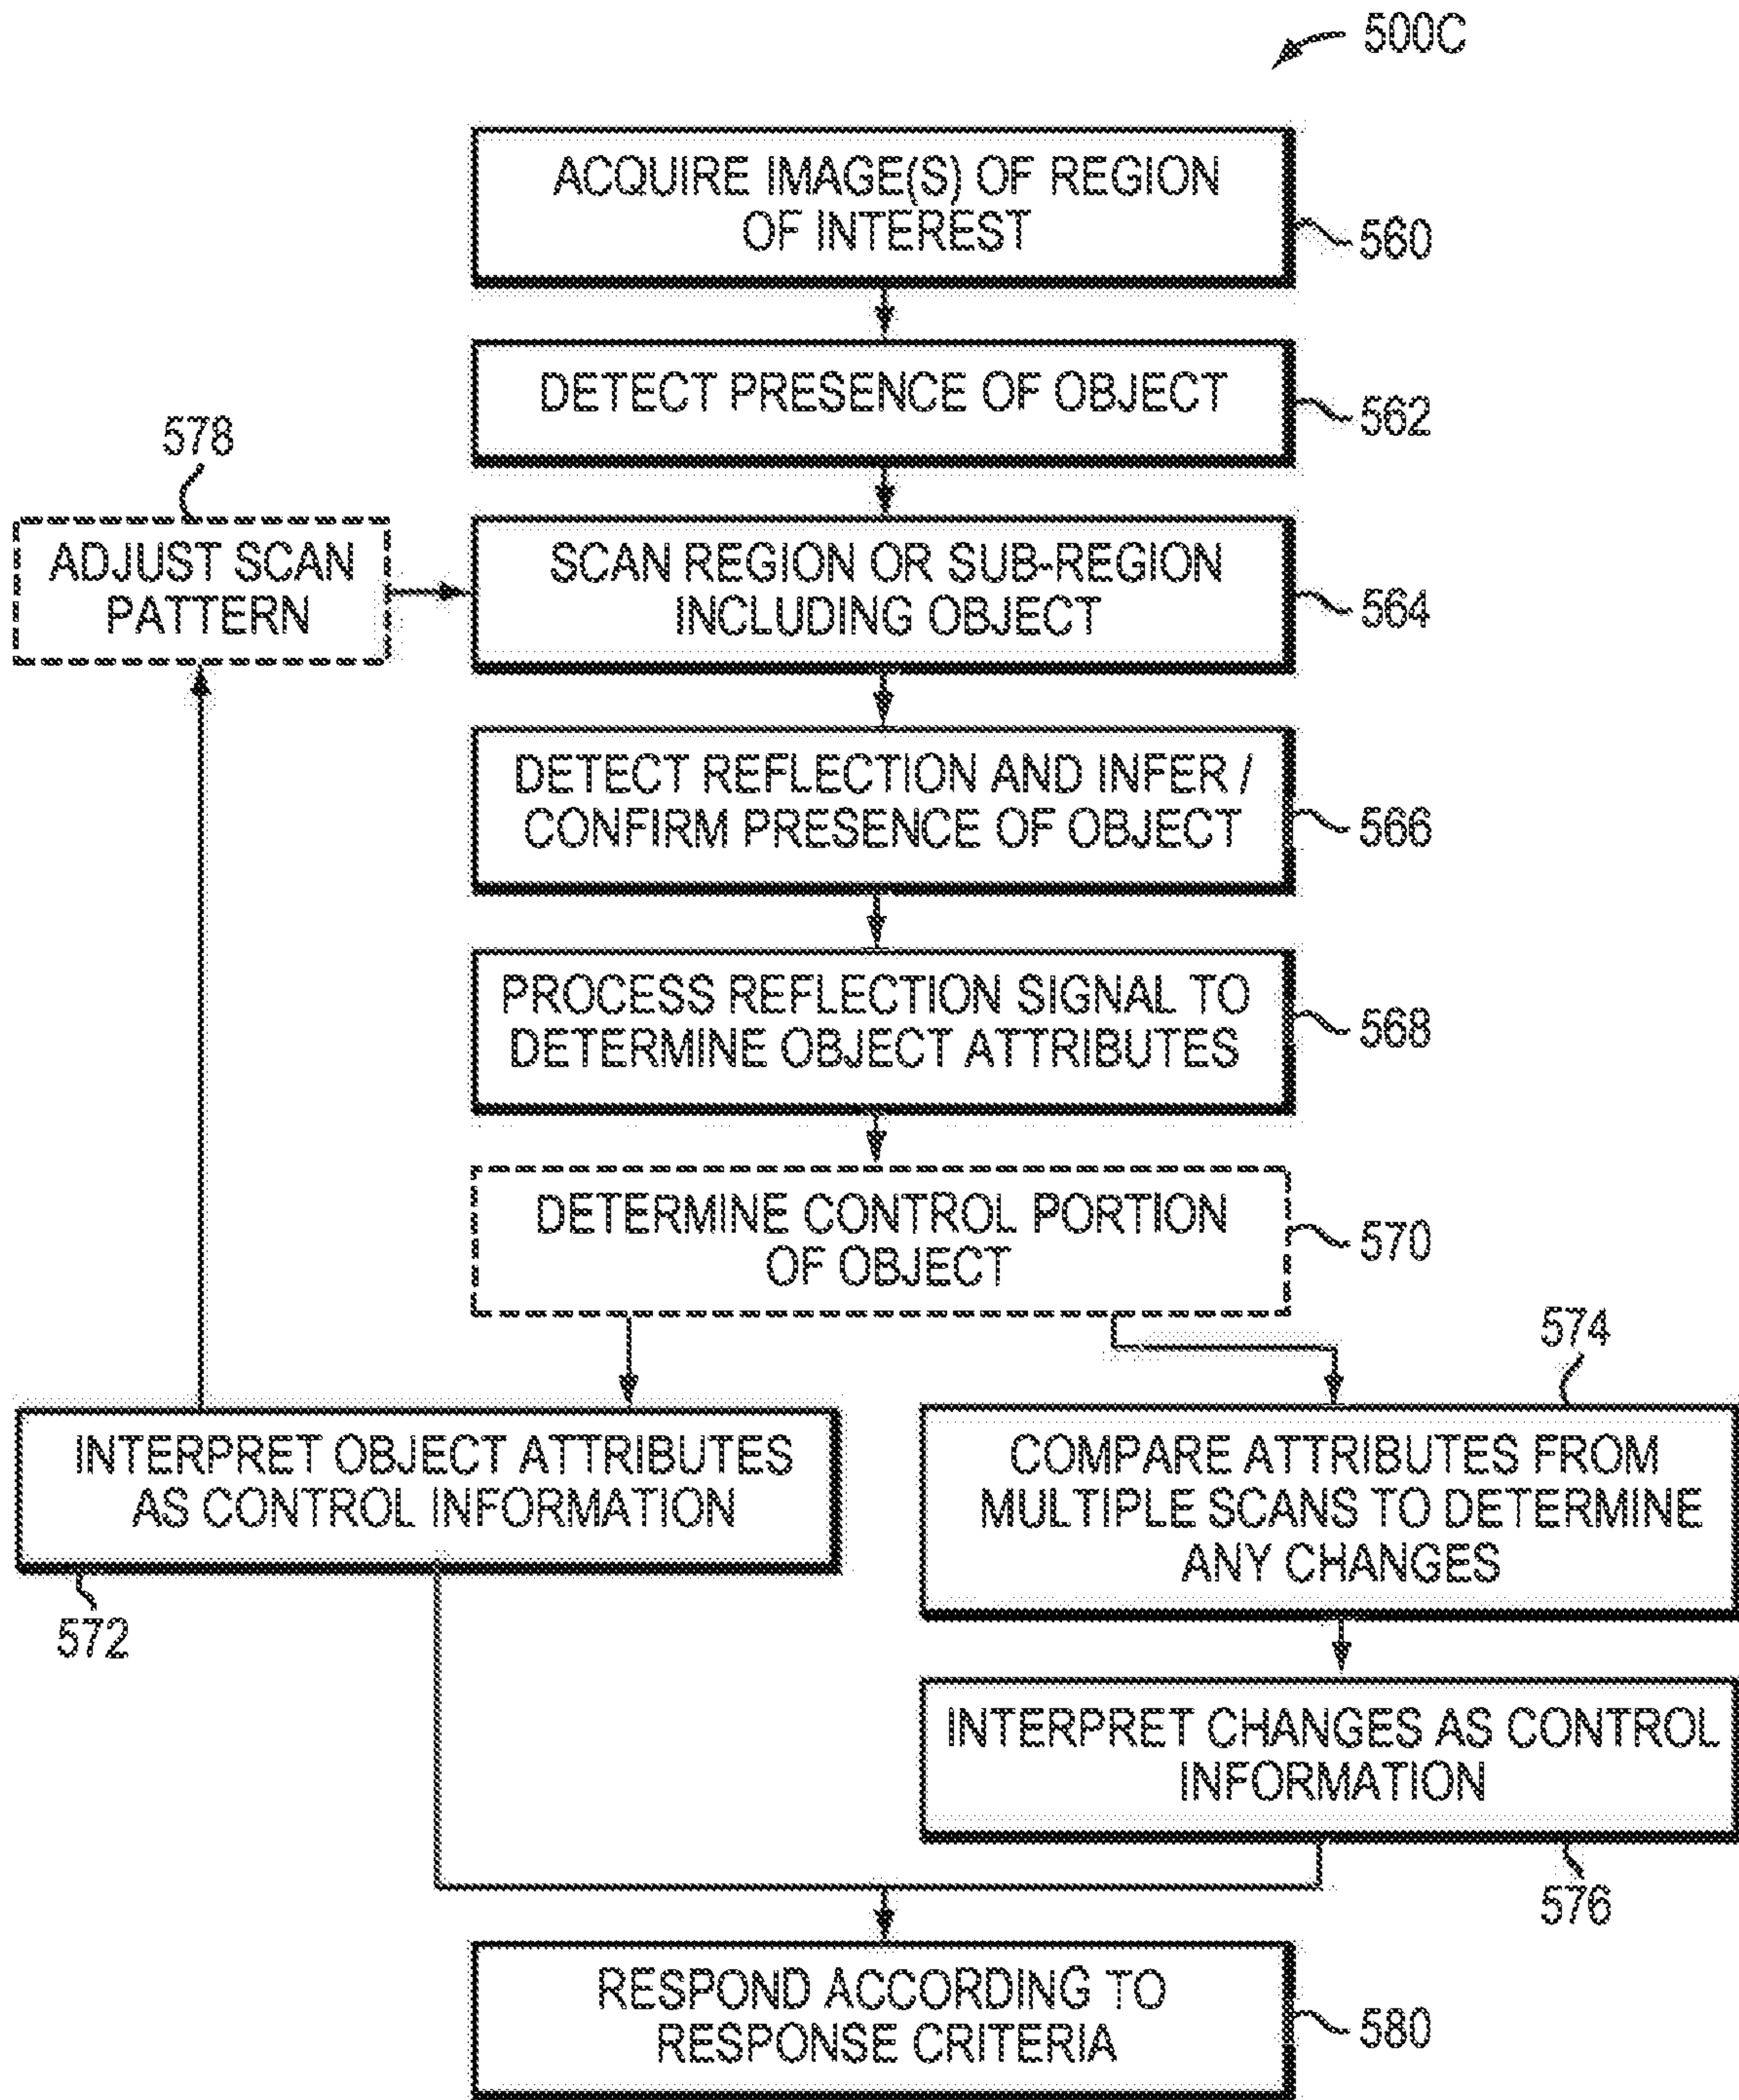 500C
ACQUIRE IMAGE(S) OF REGION
OF INTEREST
560
DETECT PRESENCE OF OBJECT
562
578
ADJUST SCAN
PATTERN
SCAN REGION OR SUB-REGION
INCLUDING OBJECT
564
DETECT REFLECTION AND INFER /
CONFIRM PRESENCE OF OBJECT
566
PROCESS REFLECTION SIGNAL TO
DETERMINE OBJECT ATTRIBUTES
568
DETERMINE CONTROL PORTION
OF OBJECT
570
574
INTERPRET OBJECT ATTRIBUTES
AS CONTROL INFORMATION
572
COMPARE ATTRIBUTES FROM
MULTIPLE SCANS TO DETERMINE
ANY CHANGES
INTERPRET CHANGES AS CONTROL
INFORMATION
576
RESPOND ACCORDING TO
RESPONSE CRITERIA
580